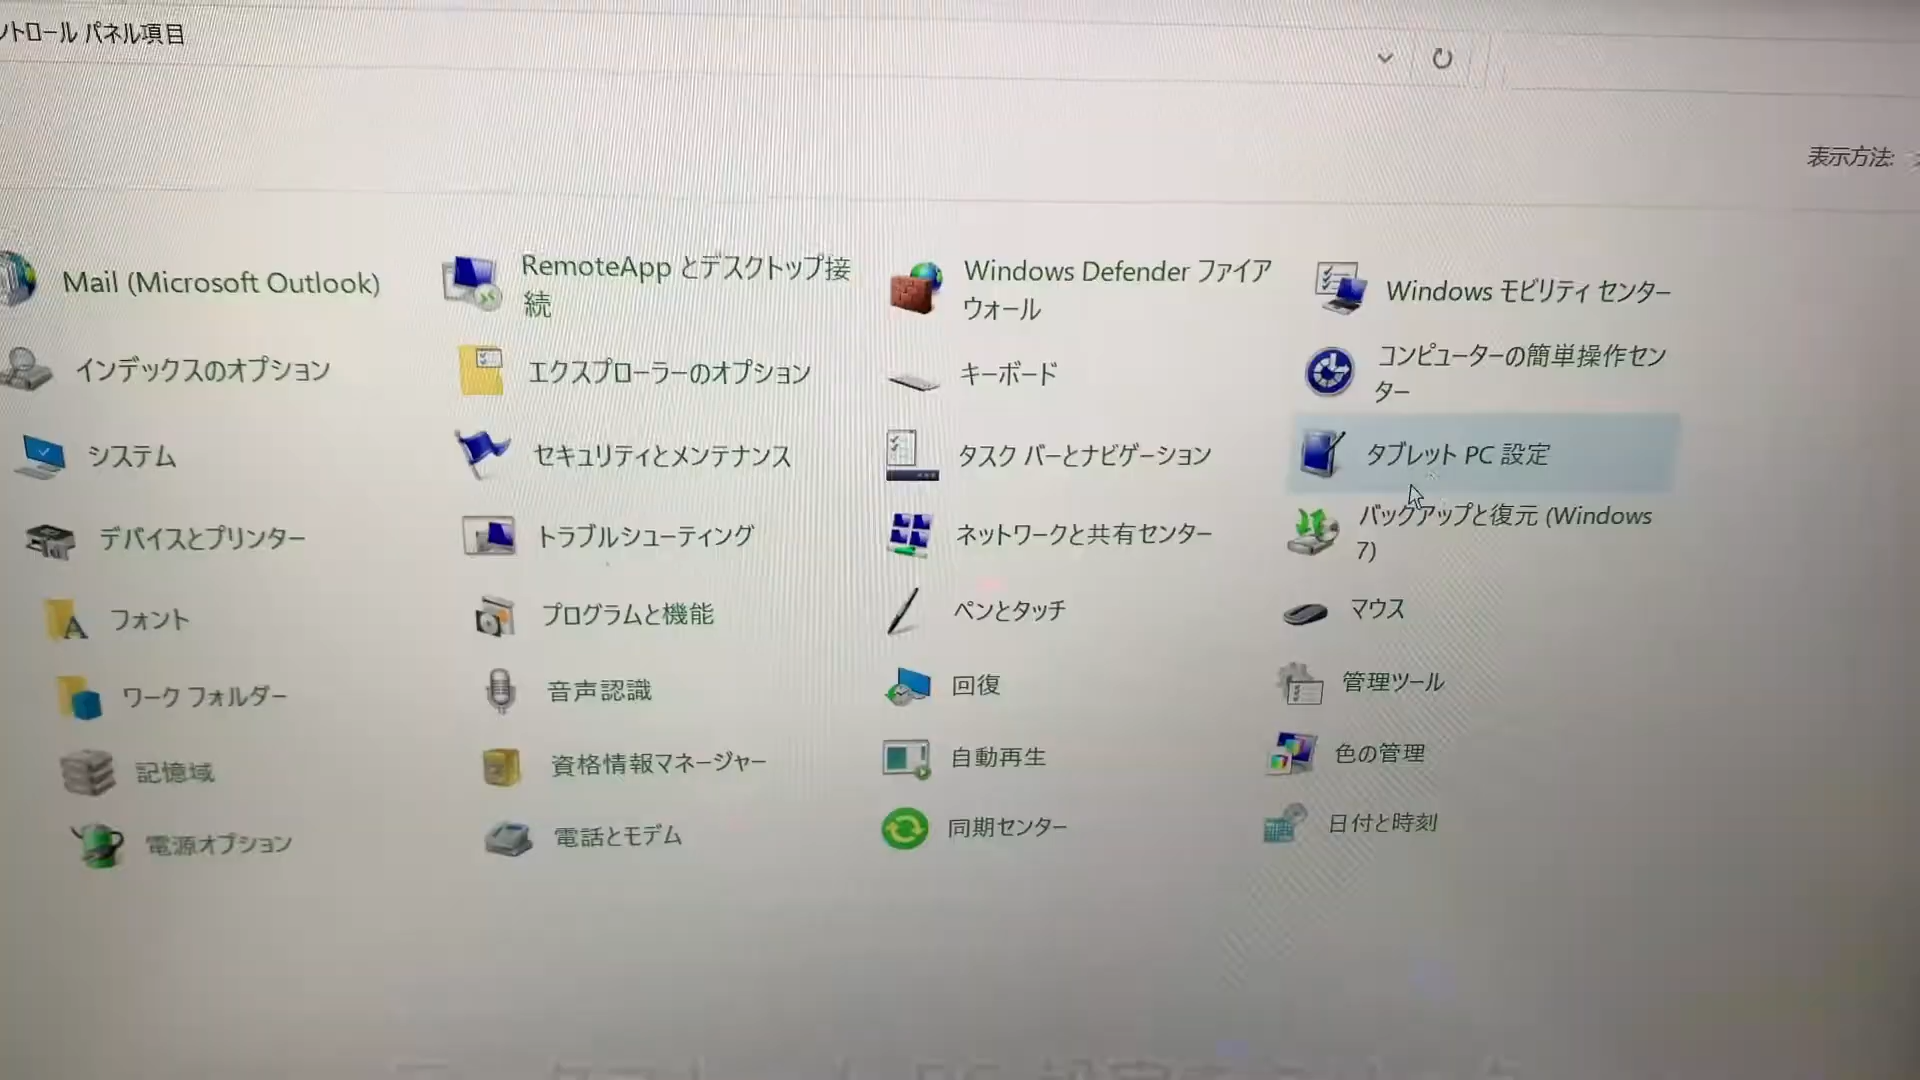 ントロール パネル項目
表示方法:
Mail (Microsoft Outlook)
RemoteApp とデスクトップ接
続
Windows Defender ファイア
ウォール
Windows モビリティ センター
インデックスのオプション
エクスプローラーのオプション
キーボード
コンピューターの簡単操作セン
ター
システム
セキュリティとメンテナンス
タスク バーとナビゲーション
タブレット PC 設定
デバイスとプリンター
トラブルシューティング
ネットワークと共有センター
バックアップと復元 (Windows
7)
フォント
プログラムと機能
ペンとタッチ
マウス
ワーク フォルダー
音声認識
回復
管理ツール
記憶域
資格情報マネージャー
自動再生
色の管理
電源オプション
電話とモデム
同期センター
日付と時刻